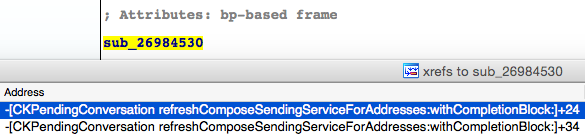 ; Attributes: bp-based frame
sub_26984530
xrefs to sub_26984530
Address
-[CKPendingConversation refreshComposeSendingServiceForAddresses:withCompletionBlock:]+24
-[CKPendingConversation refreshComposeSendingServiceForAddresses:withCompletionBlock:]+34